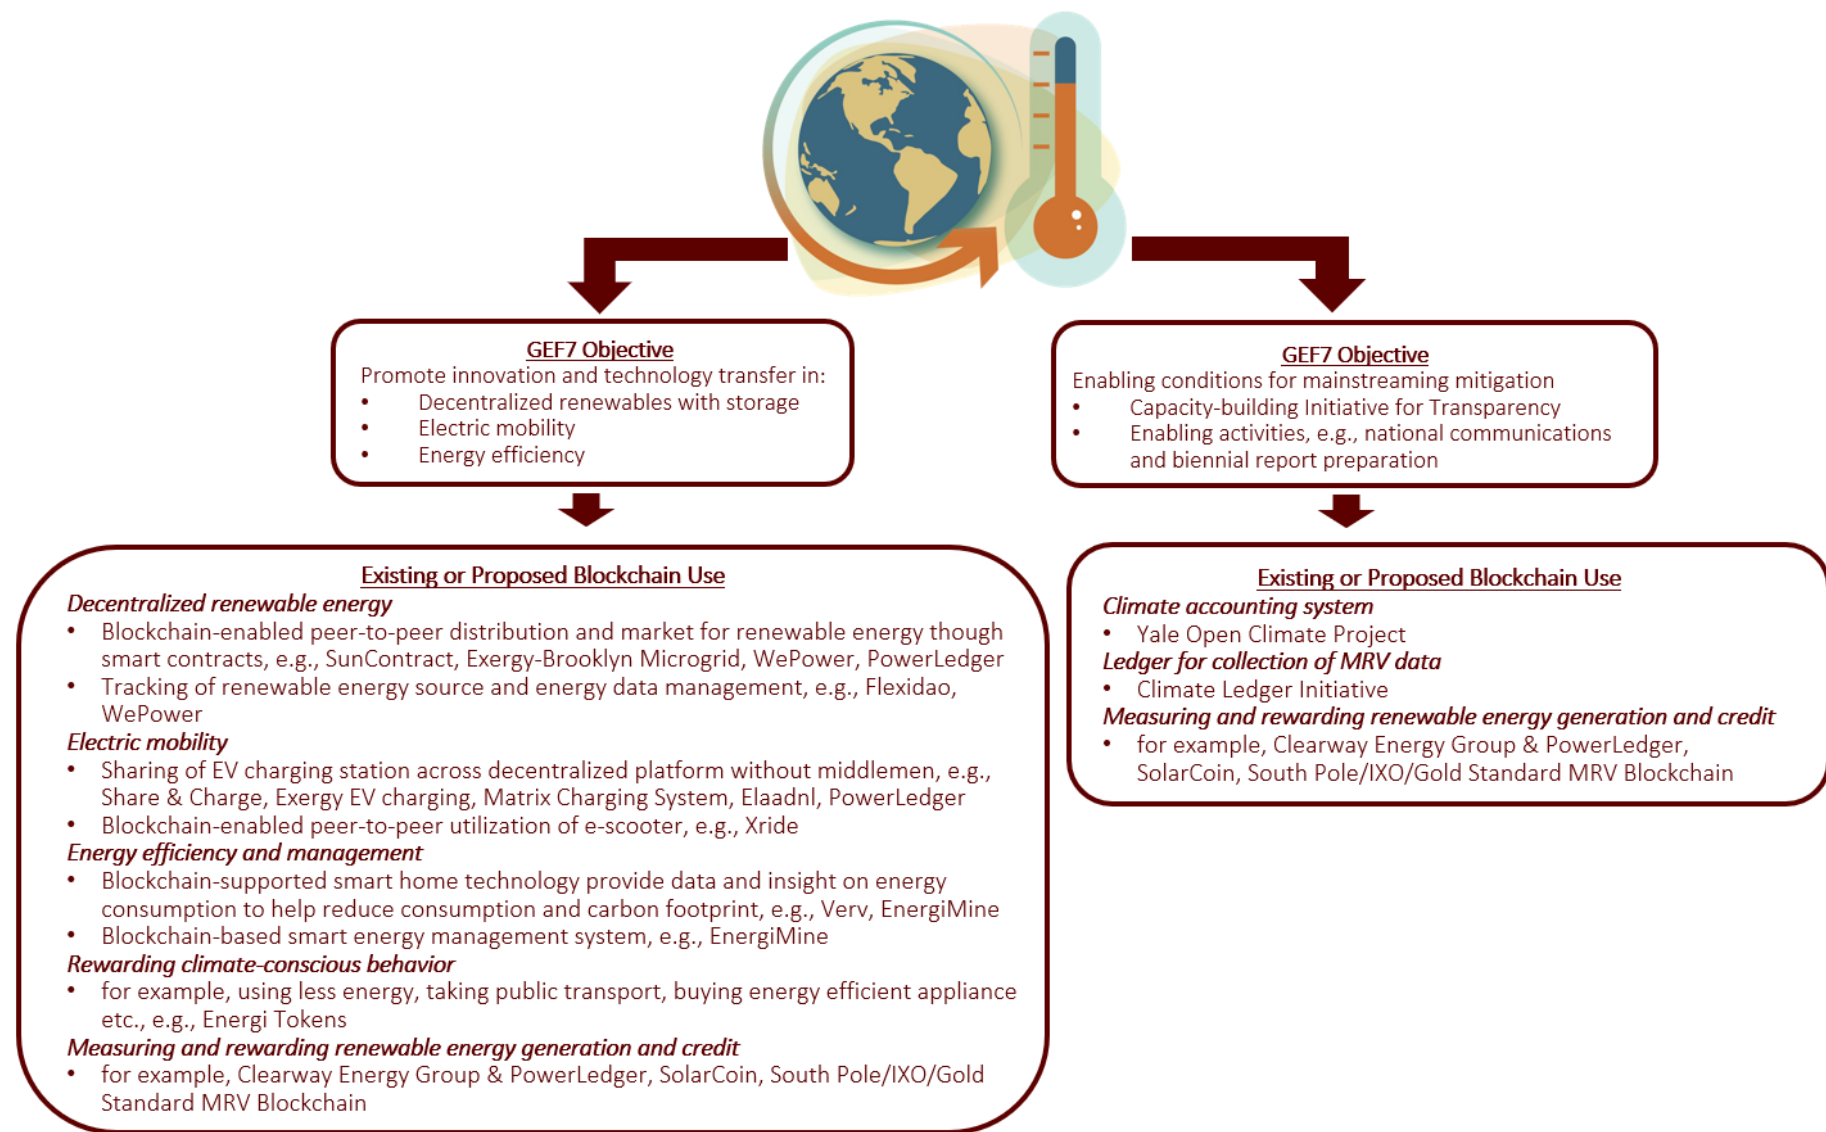 GEF7 Objective
Promote innovation and technology transfer in:
• Decentralized renewables with storage
• Electric mobility
• Energy efficiency
GEF7 Objective
Enabling conditions for mainstreaming mitigation
• Capacity-building Initiative for Transparency
• Enabling activities, e.g., national communications
and biennial report preparation
Existing or Proposed Blockchain Use
Decentralized renewable energy
• Blockchain-enabled peer-to-peer distribution and market for renewable energy though
smart contracts, e.g., SunContract, Exergy-Brooklyn Microgrid, WePower, PowerLedger
• Tracking of renewable energy source and energy data management, e.g., Flexidao,
WePower
Electric mobility
• Sharing of EV charging station across decentralized platform without middlemen, e.g.,
Share & Charge, Exergy EV charging, Matrix Charging System, Elaadnl, PowerLedger
• Blockchain-enabled peer-to-peer utilization of e-scooter, e.g., Xride
Energy efficiency and management
• Blockchain-supported smart home technology provide data and insight on energy
consumption to help reduce consumption and carbon footprint, e.g., Verv, EnergiMine
• Blockchain-based smart energy management system, e.g., EnergiMine
Rewarding climate-conscious behavior
• for example, using less energy, taking public transport, buying energy efficient appliance
etc., e.g., Energi Tokens
Measuring and rewarding renewable energy generation and credit
• for example, Clearway Energy Group & PowerLedger, SolarCoin, South Pole/IXO/Gold
Standard MRV Blockchain
Existing or Proposed Blockchain Use
Climate accounting system
• Yale Open Climate Project
Ledger for collection of MRV data
• Climate Ledger Initiative
Measuring and rewarding renewable energy generation and credit
• for example, Clearway Energy Group & PowerLedger,
SolarCoin, South Pole/IXO/Gold Standard MRV Blockchain